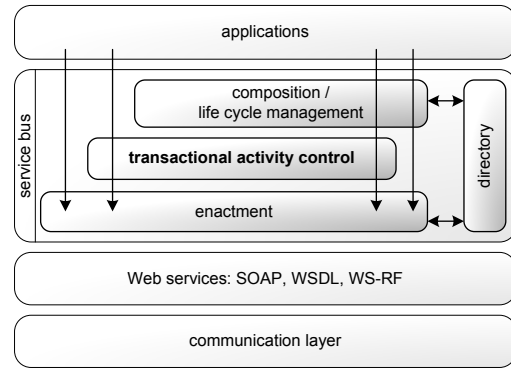 applications
service bus
composition /
life cycle management
transactional activity control
enactment
directory
Web services: SOAP, WSDL, WS-RF
communication layer